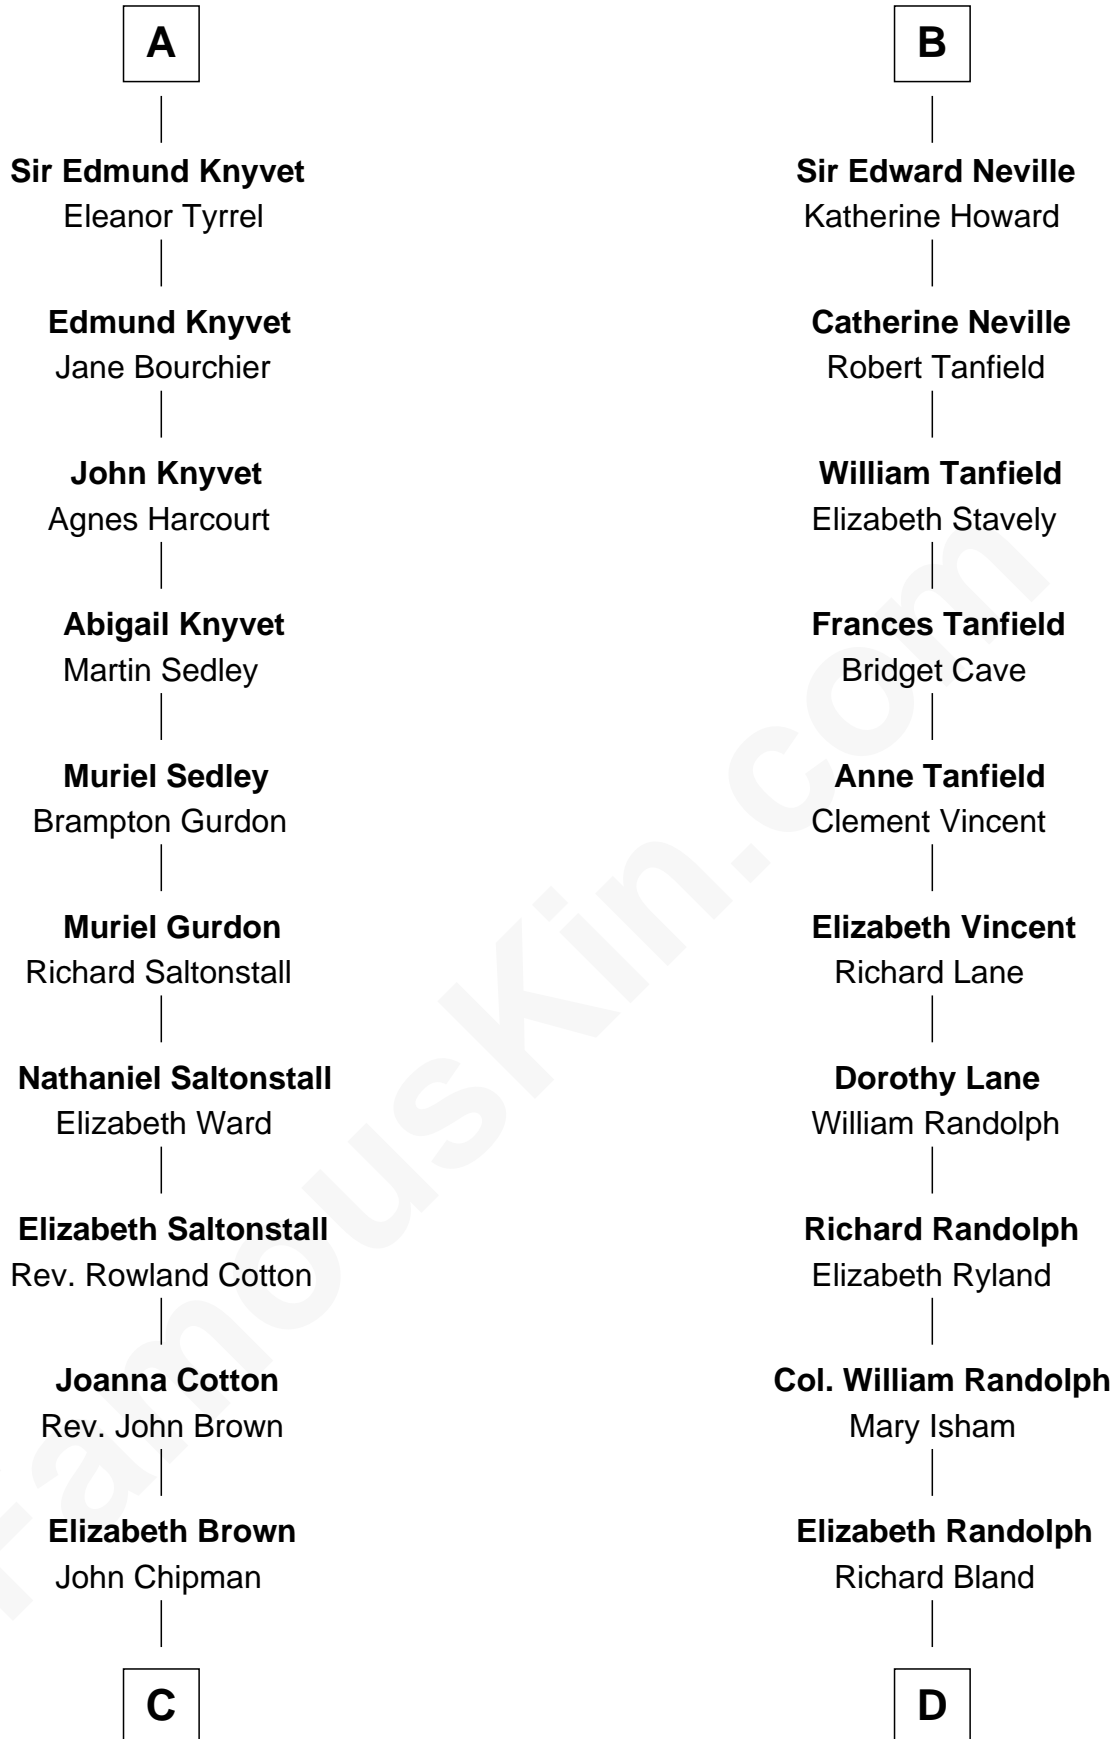 A
Sir Edmund Knyvet
Eleanor Tyrrel
Edmund Knyvet
Jane Bourchier
John Knyvet
Agnes Harcourt
Abigail Knyvet
Martin Sedley
Muriel Sedley
Brampton Gurdon
Muriel Gurdon
Richard Saltonstall
Nathaniel Saltonstall
Elizabeth Ward
Elizabeth Saltonstall
Rev. Rowland Cotton
Joanna Cotton
Rev. John Brown
Elizabeth Brown
John Chipman
C
B
Sir Edward Neville
Katherine Howard
Catherine Neville
Robert Tanfield
William Tanfield
Elizabeth Stavely
Frances Tanfield
Bridget Cave
Anne Tanfield
Clement Vincent
Elizabeth Vincent
Richard Lane
Dorothy Lane
William Randolph
Richard Randolph
Elizabeth Ryland
Col. William Randolph
Mary Isham
Elizabeth Randolph
Richard Bland
D
FamousKin.com